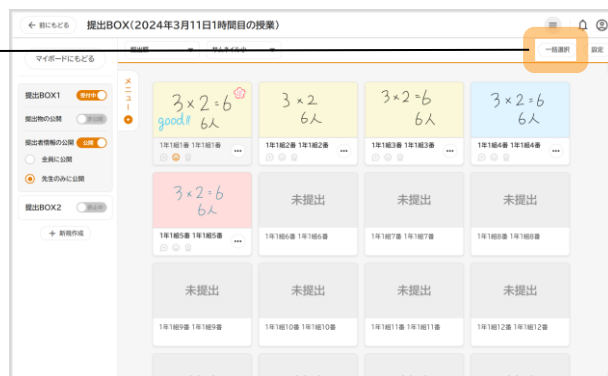 ← 前にもどる 提出BOX(2024年3月11日1時間目の授業)
マイボードにもどる
提出順 サムネイル小 一括選択 設定
提出BOX1 受付中
提出物の公開 非公開
提出者情報の公開 公開
全員に公開
先生のみに公開
提出BOX2 停止中
+ 新規作成
メニュー
3×2=6
good!! 6人
1年1組1番 1年1組1番
3×2
6人
1年1組2番 1年1組2番
3×2=6
6人
1年1組3番 1年1組3番
3×2=6
6人
1年1組4番 1年1組4番
3×2=6
6人
1年1組5番 1年1組5番
未提出
1年1組6番 1年1組6番
未提出
1年1組7番 1年1組7番
未提出
1年1組8番 1年1組8番
未提出
1年1組9番 1年1組9番
未提出
1年1組10番 1年1組10番
未提出
1年1組11番 1年1組11番
未提出
1年1組12番 1年1組12番